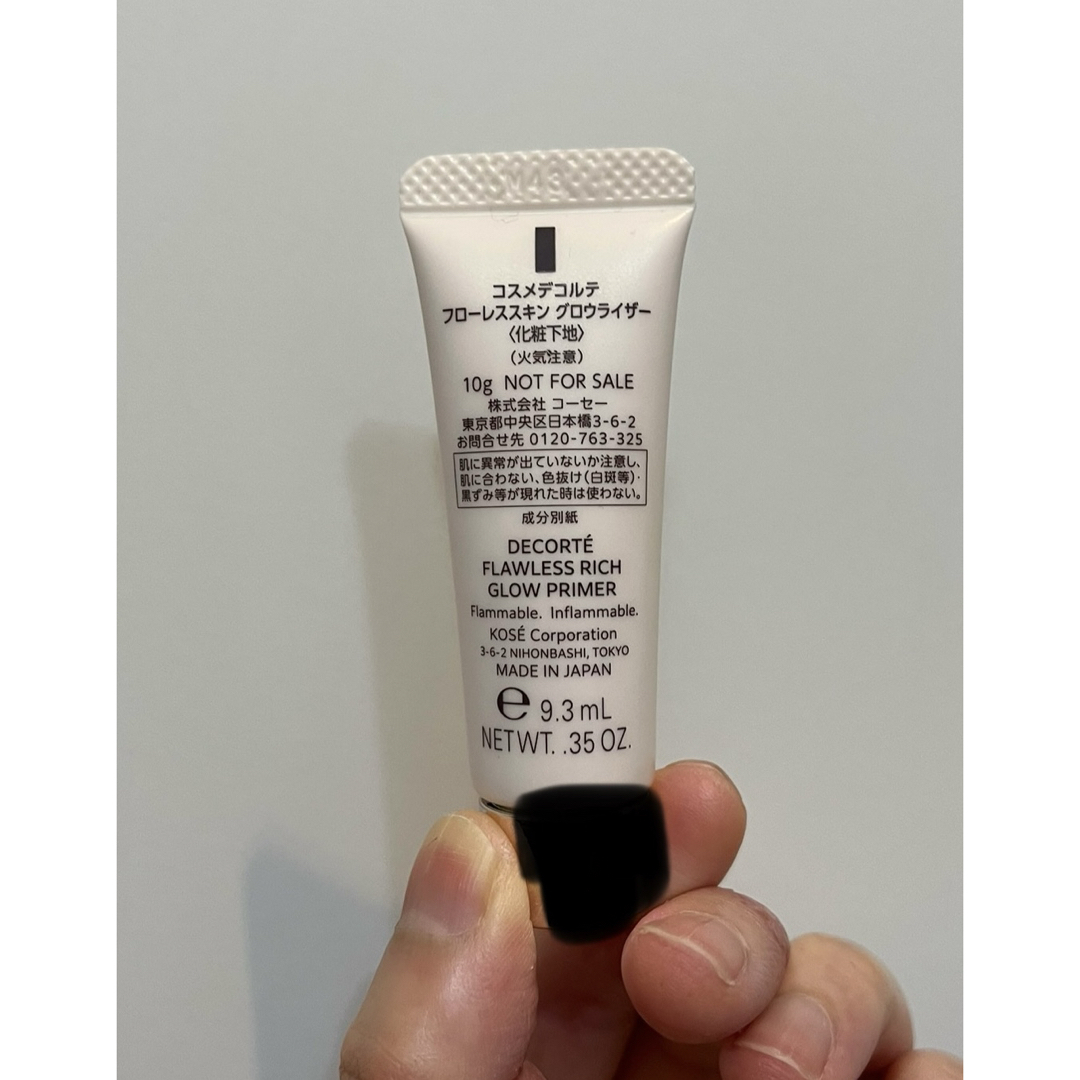 M43
コスメデコルテ
フローレススキン グロウライザー
〈化粧下地〉
(火気注意)
10g NOT FOR SALE
株式会社 コーセー
東京都中央区日本橋3-6-2
お問合せ先 0120-763-325
肌に異常が出ていないか注意し、
肌に合わない、色抜け(白斑等)・
黒ずみ等が現れた時は使わない。
成分別紙
DECORTÉ
FLAWLESS RICH
GLOW PRIMER
Flammable. Inflammable.
KOSÉ Corporation
3-6-2 NIHONBASHI, TOKYO
MADE IN JAPAN
℮ 9.3 mL
NET WT. .35 OZ.